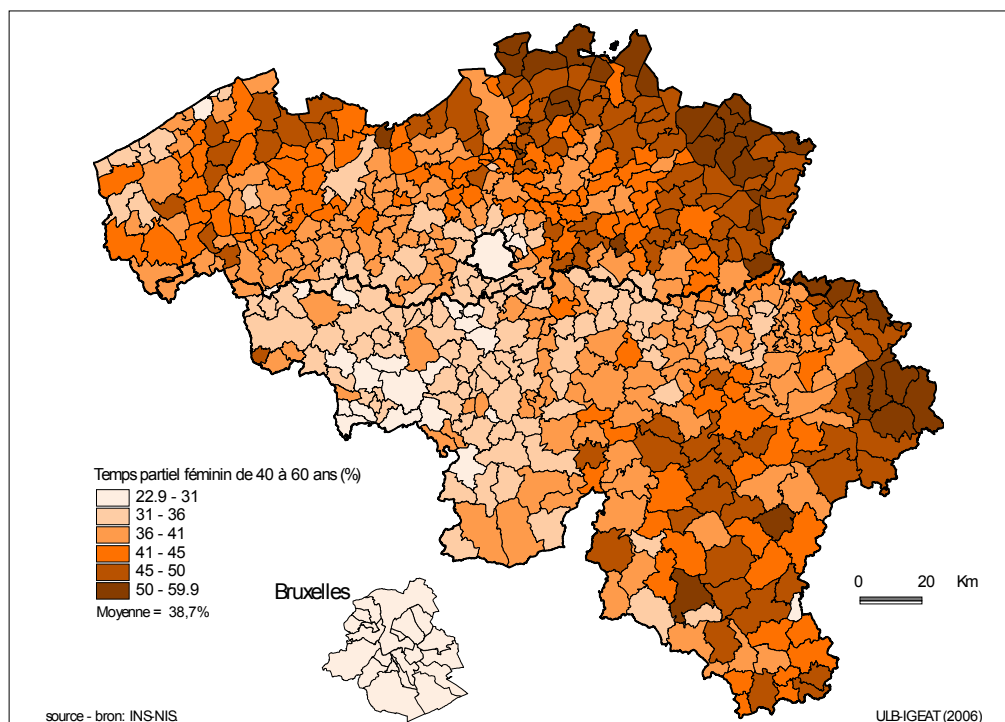 Temps partiel féminin de 40 à 60 ans (%)
22.9 - 31
31 - 36
36 - 41
41 - 45
45 - 50
50 - 59.9
Moyenne = 38,7%
Bruxelles
0 20 Km
source - bron: INS-NIS.
ULB-IGEAT (2006)